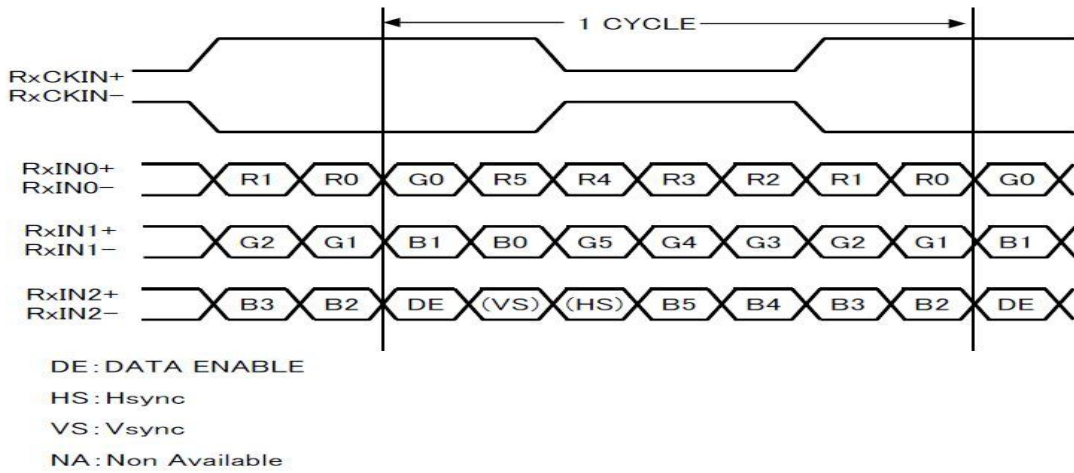 1 CYCLE
RxCKIN+
RxCKIN−
RxIN0+
RxIN0−
R1 R0 G0 R5 R4 R3 R2 R1 R0 G0
RxIN1+
RxIN1−
G2 G1 B1 B0 G5 G4 G3 G2 G1 B1
RxIN2+
RxIN2−
B3 B2 DE (VS) (HS) B5 B4 B3 B2 DE
DE:DATA ENABLE
HS:Hsync
VS:Vsync
NA:Non Available